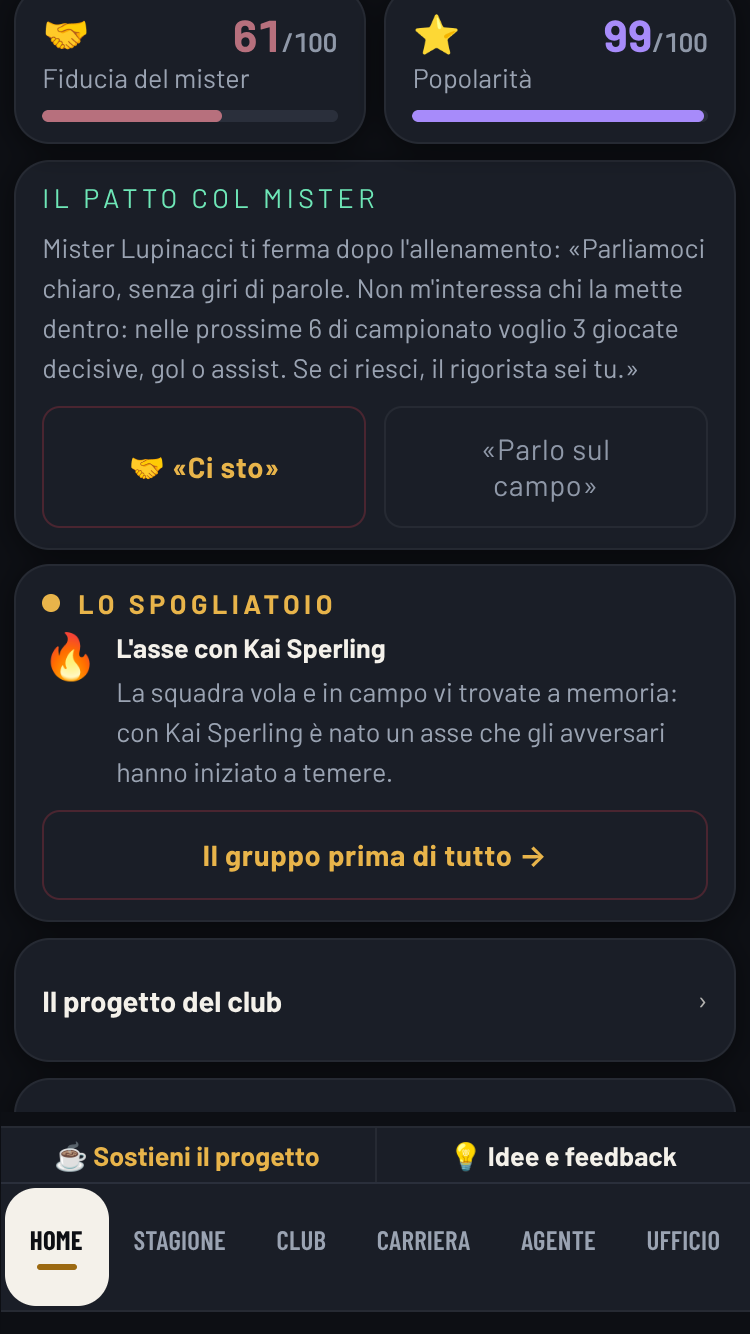 🤝 61/100
Fiducia del mister
⭐ 99/100
Popolarità
IL PATTO COL MISTER
Mister Lupinacci ti ferma dopo l'allenamento: «Parliamoci
chiaro, senza giri di parole. Non m'interessa chi la mette
dentro: nelle prossime 6 di campionato voglio 3 giocate
decisive, gol o assist. Se ci riesci, il rigorista sei tu.»
🤝 «Ci sto»
«Parlo sul
campo»
LO SPOGLIATOIO
🔥 L'asse con Kai Sperling
La squadra vola e in campo vi trovate a memoria:
con Kai Sperling è nato un asse che gli avversari
hanno iniziato a temere.
Il gruppo prima di tutto →
Il progetto del club ›
☕ Sostieni il progetto
💡 Idee e feedback
HOME STAGIONE CLUB CARRIERA AGENTE UFFICIO